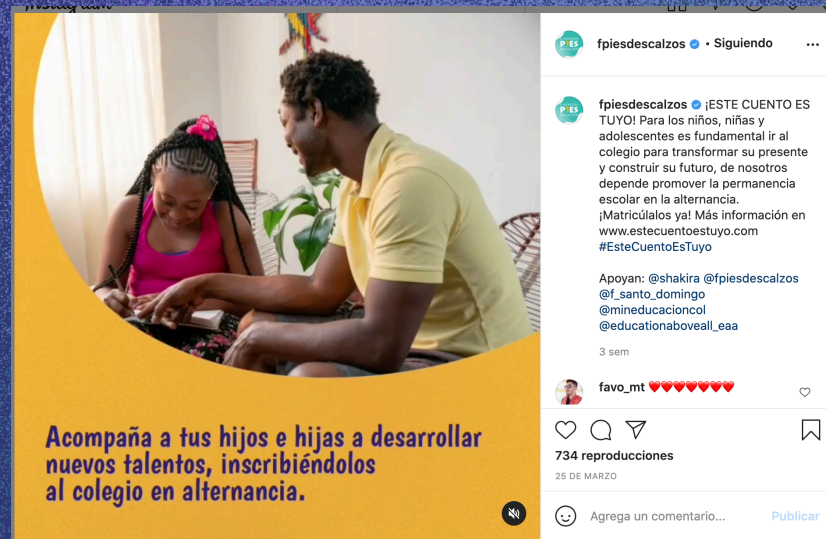 Instagram
fpiesdescalzos • Siguiendo
PIES
fpiesdescalzos ¡ESTE CUENTO ES
TUYO! Para los niños, niñas y
adolescentes es fundamental ir al
colegio para transformar su presente
y construir su futuro, de nosotros
depende promover la permanencia
escolar en la alternancia.
¡Matricúlalos ya! Más información en
www.estecuentoestuyo.com
#EsteCuentoEsTuyo
Apoyan: @shakira @fpiesdescalzos
@f_santo_domingo
@mineducacioncol
@educationaboveall_eaa
3 sem
favo_mt ❤️❤️❤️❤️❤️❤️❤️
Acompaña a tus hijos e hijas a desarrollar
nuevos talentos, inscribiéndolos
al colegio en alternancia.
734 reproducciones
25 DE MARZO
Agrega un comentario... Publicar